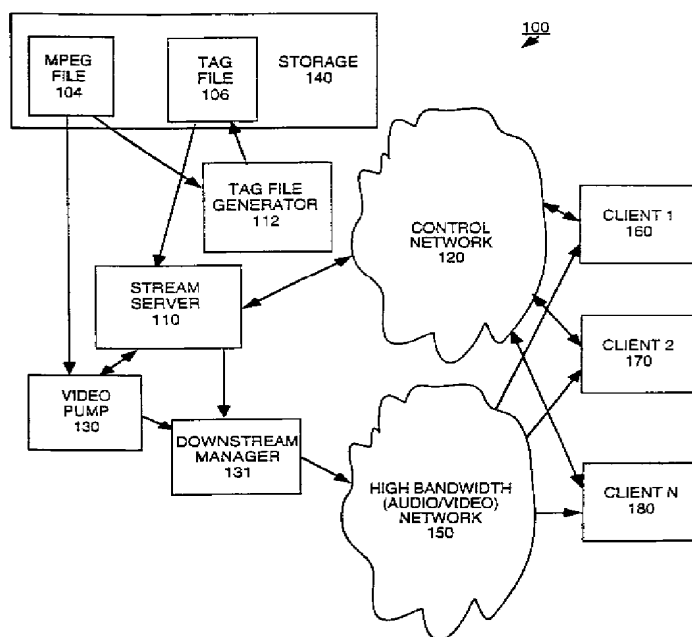 100
MPEG
FILE
104
TAG
FILE
106
STORAGE
140
TAG FILE
GENERATOR
112
CONTROL
NETWORK
120
CLIENT 1
160
STREAM
SERVER
110
CLIENT 2
170
VIDEO
PUMP
130
DOWNSTREAM
MANAGER
131
HIGH BANDWIDTH
(AUDIO/VIDEO)
NETWORK
150
CLIENT N
180